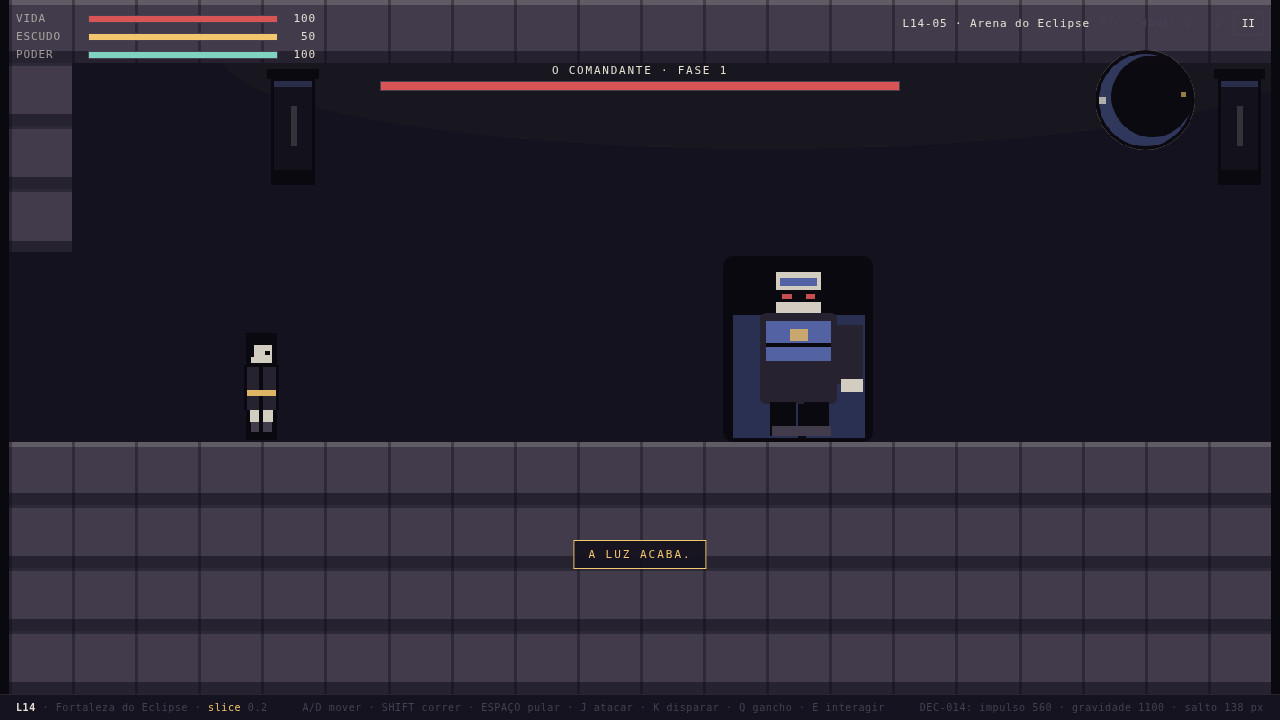 VIDA 100
ESCUDO 50
PODER 100
L14-05 · Arena do Eclipse
II
O COMANDANTE · FASE 1
A LUZ ACABA.
L14 · Fortaleza do Eclipse · slice 0.2
A/D mover · SHIFT correr · ESPAÇO pular · J atacar · K disparar · Q gancho · E interagir
DEC-014: impulso 560 · gravidade 1100 · salto 138 px